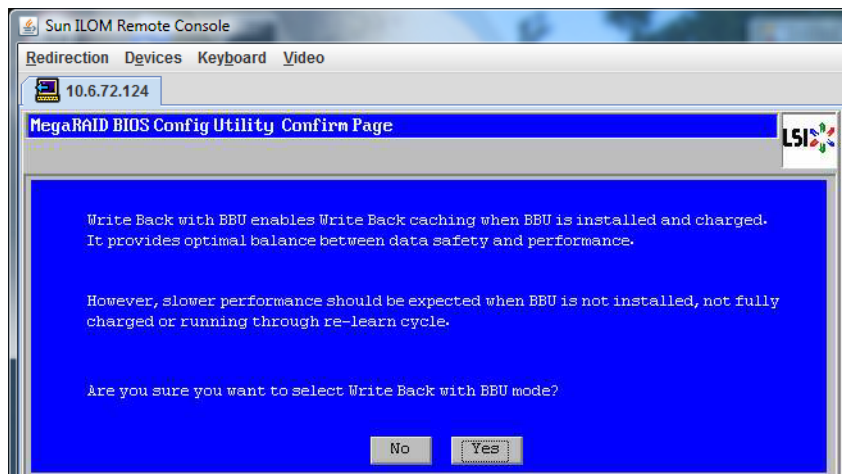 Sun ILOM Remote Console
Redirection Devices Keyboard Video
10.6.72.124
MegaRAID BIOS Config Utility Confirm Page
LSI
Write Back with BBU enables Write Back caching when BBU is installed and charged.
It provides optimal balance between data safety and performance.
However, slower performance should be expected when BBU is not installed, not fully
charged or running through re-learn cycle.
Are you sure you want to select Write Back with BBU mode?
No Yes